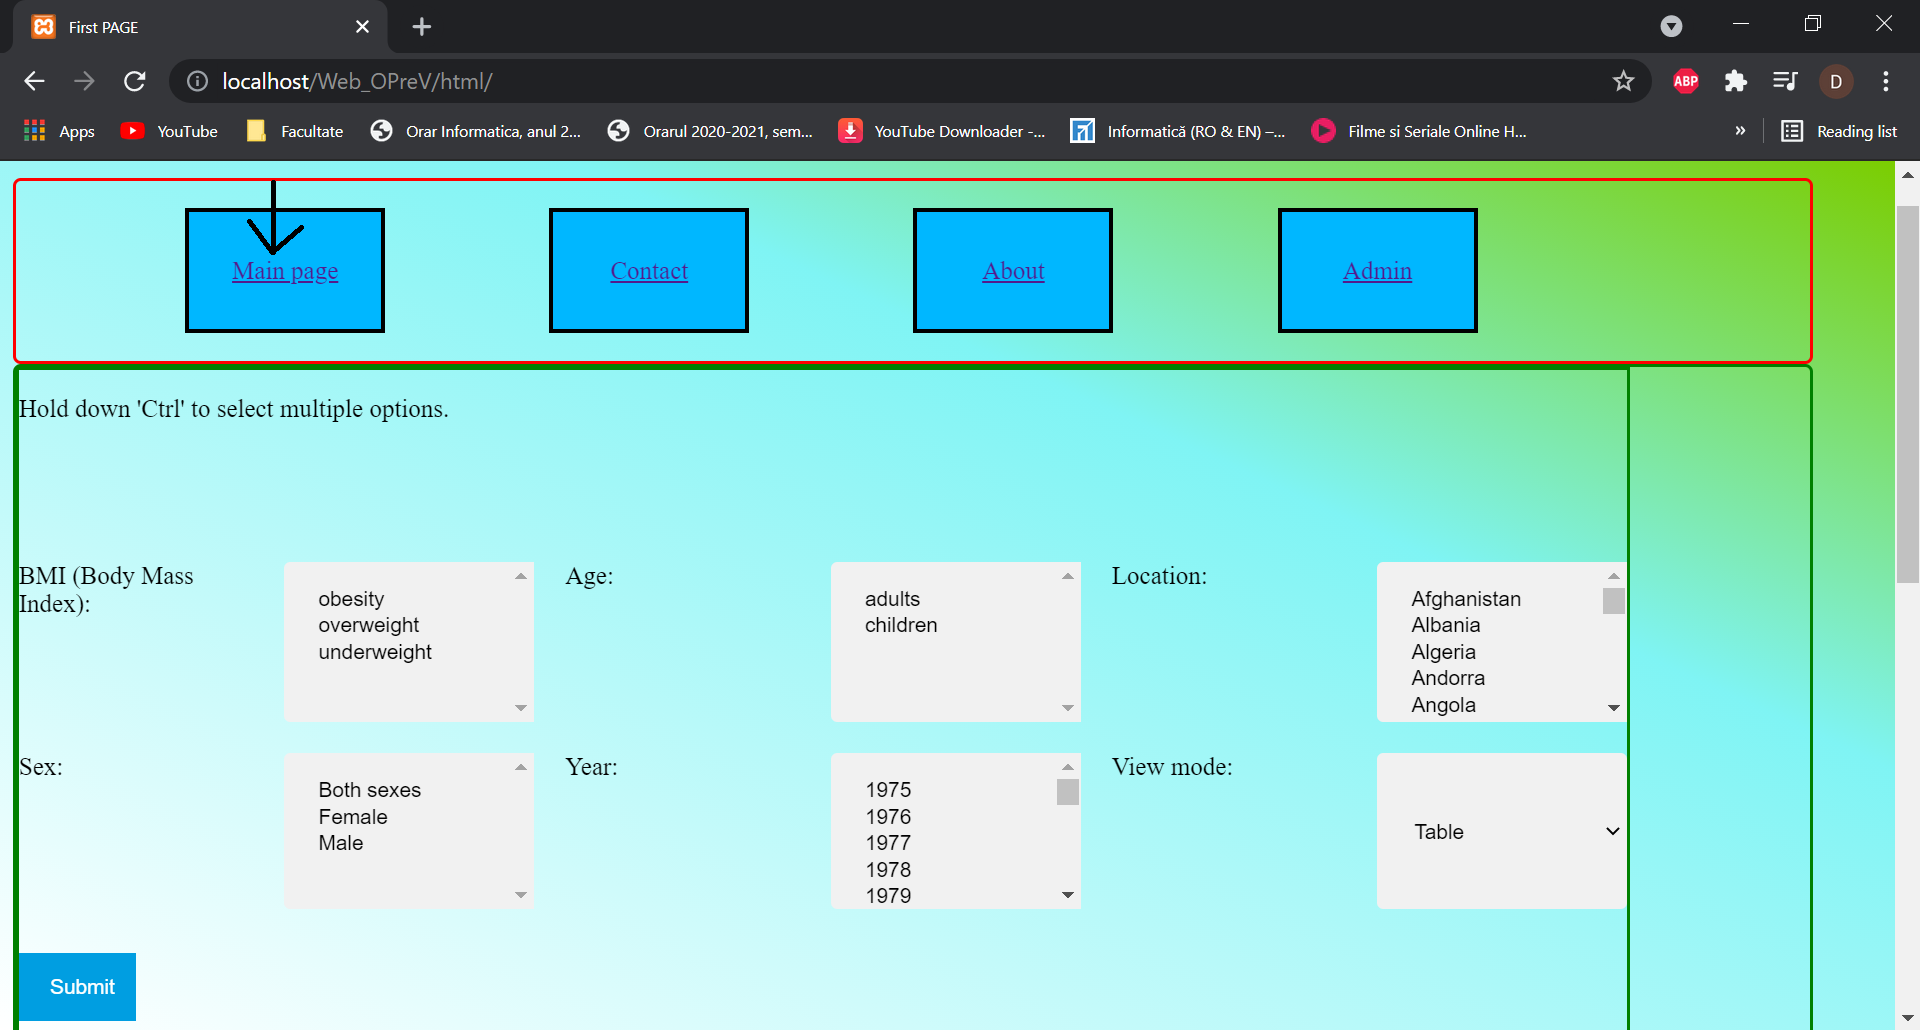 First PAGE
localhost/Web_OPreV/html/
ABP
D
Apps
YouTube
Facultate
Orar Informatica, anul 2...
Orarul 2020-2021, sem...
YouTube Downloader -...
Informatică (RO & EN) –...
Filme si Seriale Online H...
»
Reading list
Main page
Contact
About
Admin
Hold down 'Ctrl' to select multiple options.
BMI (Body Mass
Index):
obesity
overweight
underweight
Age:
adults
children
Location:
Afghanistan
Albania
Algeria
Andorra
Angola
Sex:
Both sexes
Female
Male
Year:
1975
1976
1977
1978
1979
View mode:
Table
Submit